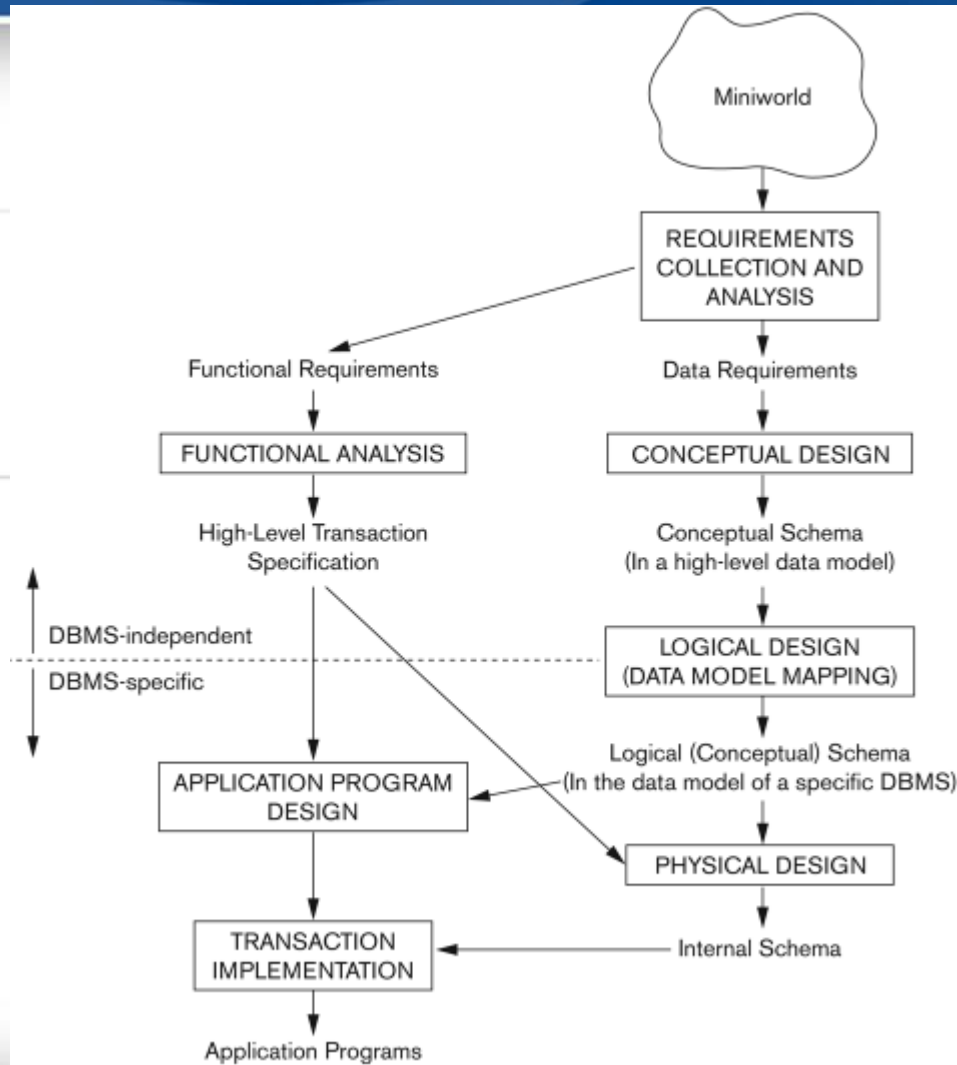 Miniworld
REQUIREMENTS
COLLECTION AND
ANALYSIS
Functional Requirements
Data Requirements
FUNCTIONAL ANALYSIS
CONCEPTUAL DESIGN
High-Level Transaction
Specification
Conceptual Schema
(In a high-level data model)
DBMS-independent
DBMS-specific
LOGICAL DESIGN
(DATA MODEL MAPPING)
Logical (Conceptual) Schema
(In the data model of a specific DBMS)
APPLICATION PROGRAM
DESIGN
PHYSICAL DESIGN
TRANSACTION
IMPLEMENTATION
Internal Schema
Application Programs